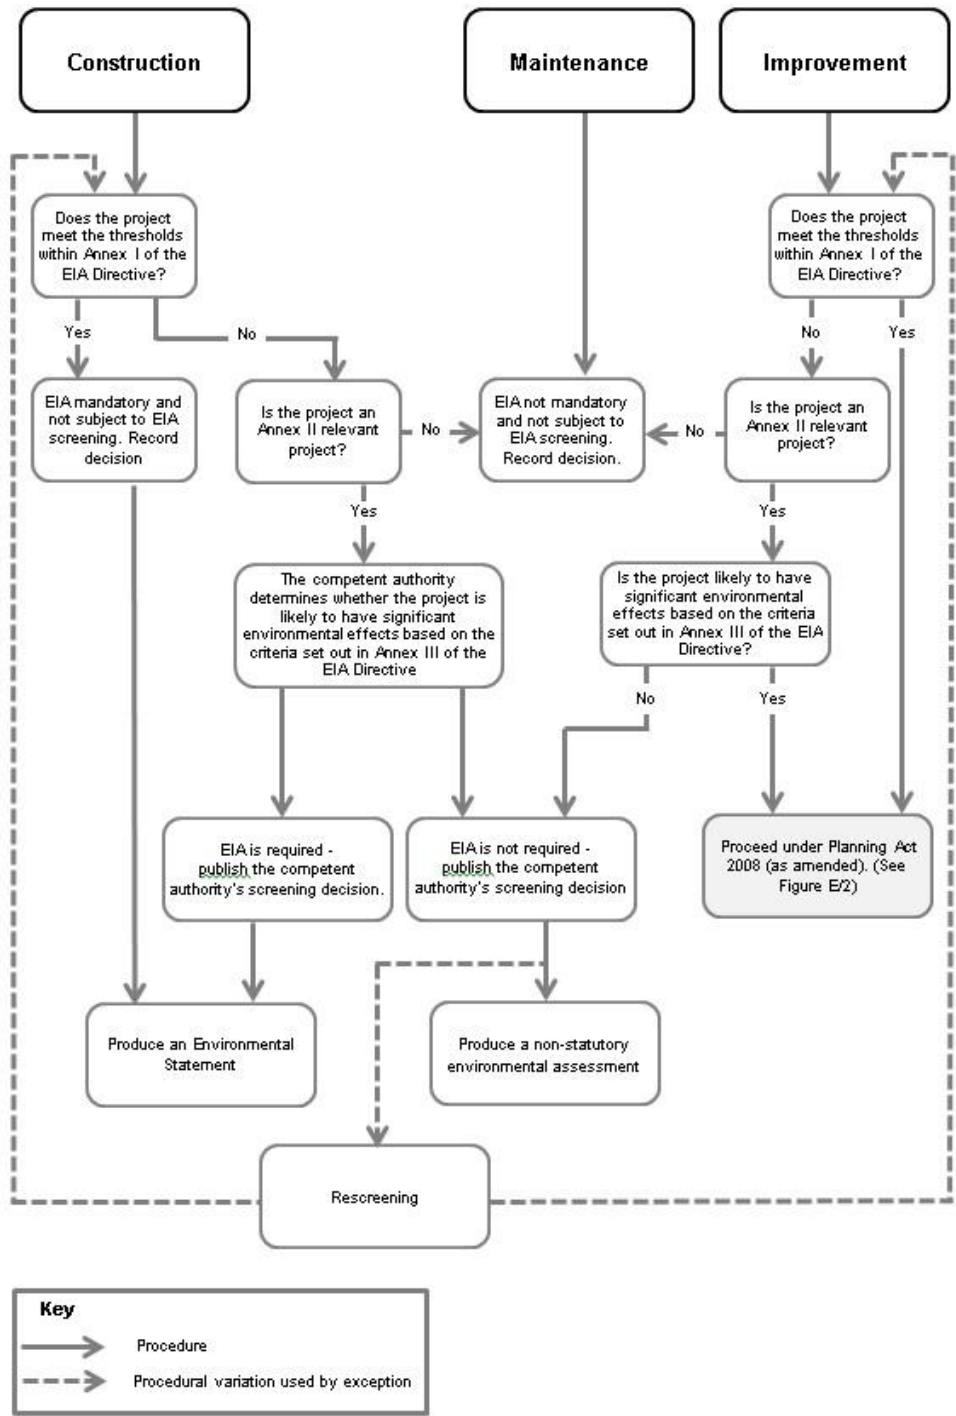 Construction
Maintenance
Improvement
Does the project
meet the thresholds
within Annex I of the
EIA Directive?
Does the project
meet the thresholds
within Annex I of the
EIA Directive?
Yes
No
No
Yes
EIA mandatory and
not subject to EIA
screening. Record
decision
Is the project an
Annex II relevant
project?
No
EIA not mandatory
and not subject to
EIA screening.
Record decision.
No
Is the project an
Annex II relevant
project?
Yes
Yes
The competent authority
determines whether the project is
likely to have significant
environmental effects based on the
criteria set out in Annex III of the
EIA Directive
Is the project likely to have
significant environmental
effects based on the criteria
set out in Annex III of the EIA
Directive?
No
Yes
EIA is required -
publish the competent
authority's screening decision.
EIA is not required -
publish the competent
authority's screening decision
Proceed under Planning Act
2008 (as amended). (See
Figure E/2)
Produce an Environmental
Statement
Produce a non-statutory
environmental assessment
Rescreening
Key
Procedure
Procedural variation used by exception